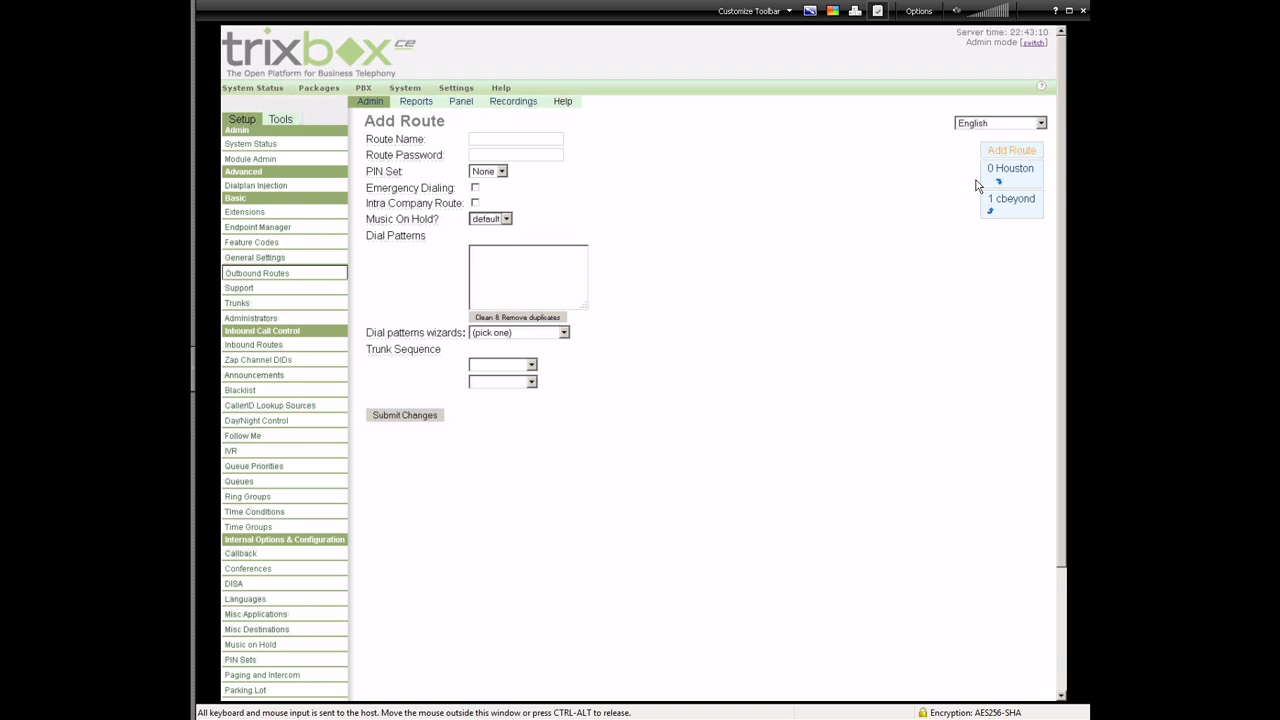 Customize Toolbar
Options
?
trixbox ce
The Open Platform for Business Telephony
Server time: 22:43:10
Admin mode [switch]
System Status Packages PBX System Settings Help
?
Admin Reports Panel Recordings Help
Setup Tools
Admin
System Status
Module Admin
Advanced
Dialplan Injection
Basic
Extensions
Endpoint Manager
Feature Codes
General Settings
Outbound Routes
Support
Trunks
Administrators
Inbound Call Control
Inbound Routes
Zap Channel DIDs
Announcements
Blacklist
CallerID Lookup Sources
Day/Night Control
Follow Me
IVR
Queue Priorities
Queues
Ring Groups
Time Conditions
Time Groups
Internal Options & Configuration
Callback
Conferences
DISA
Languages
Misc Applications
Misc Destinations
Music on Hold
PIN Sets
Paging and Intercom
Parking Lot
Add Route
Route Name:
Route Password:
PIN Set: None
Emergency Dialing:
Intra Company Route:
Music On Hold? default
Dial Patterns
Clean & Remove duplicates
Dial patterns wizards: (pick one)
Trunk Sequence
Submit Changes
English
Add Route
0 Houston
1 cbeyond
All keyboard and mouse input is sent to the host. Move the mouse outside this window or press CTRL-ALT to release.
Encryption: AES256-SHA